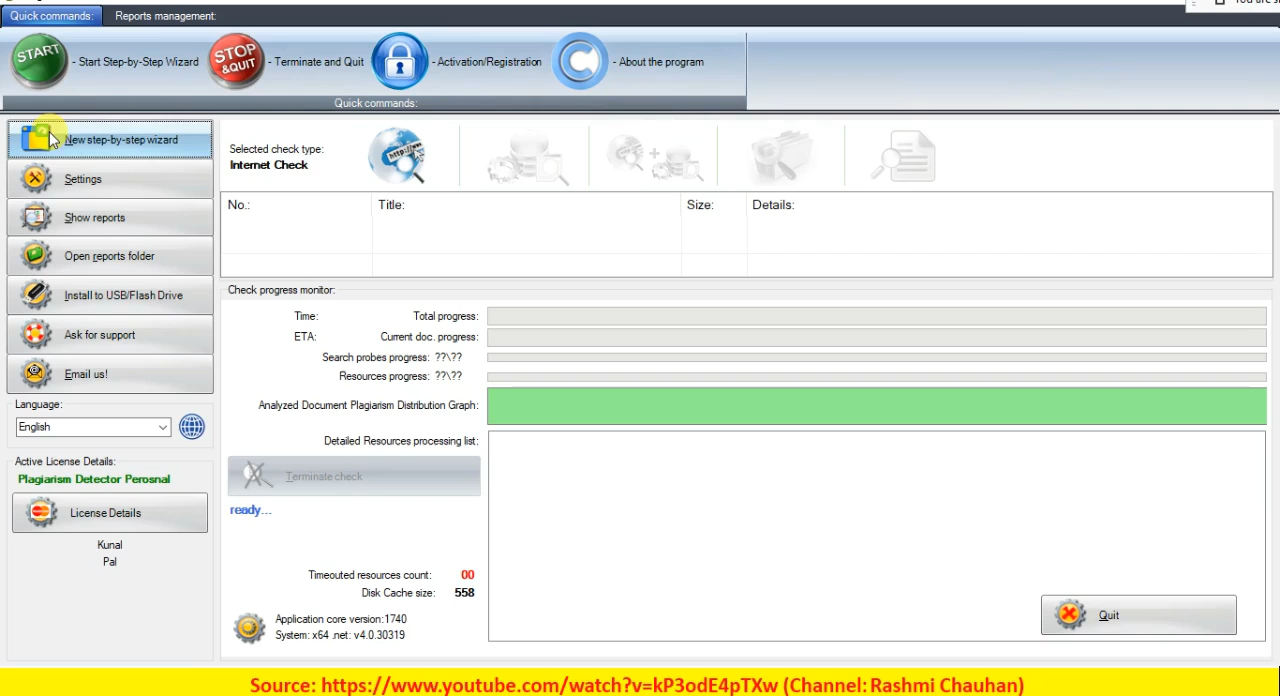 You are s
Quick commands: Reports management:
START - Start Step-by-Step Wizard STOP &QUIT - Terminate and Quit - Activation/Registration C - About the program
Quick commands:
New step-by-step wizard
Settings
Show reports
Open reports folder
Install to USB/Flash Drive
Ask for support
Email us!
Language:
English
Active License Details:
Plagiarism Detector Perosnal
License Details
Kunal
Pal
Selected check type:
Internet Check
http://w
No.: Title: Size: Details:
Check progress monitor:
Time: Total progress:
ETA: Current doc. progress:
Search probes progress: ??\??
Resources progress: ??\??
Analyzed Document Plagiarism Distribution Graph:
Detailed Resources processing list:
Terminate check
ready...
Timeouted resources count: 00
Disk Cache size: 558
Application core version:1740
System: x64 .net: v4.0.30319
Quit
Source: https://www.youtube.com/watch?v=kP3odE4pTXw (Channel: Rashmi Chauhan)